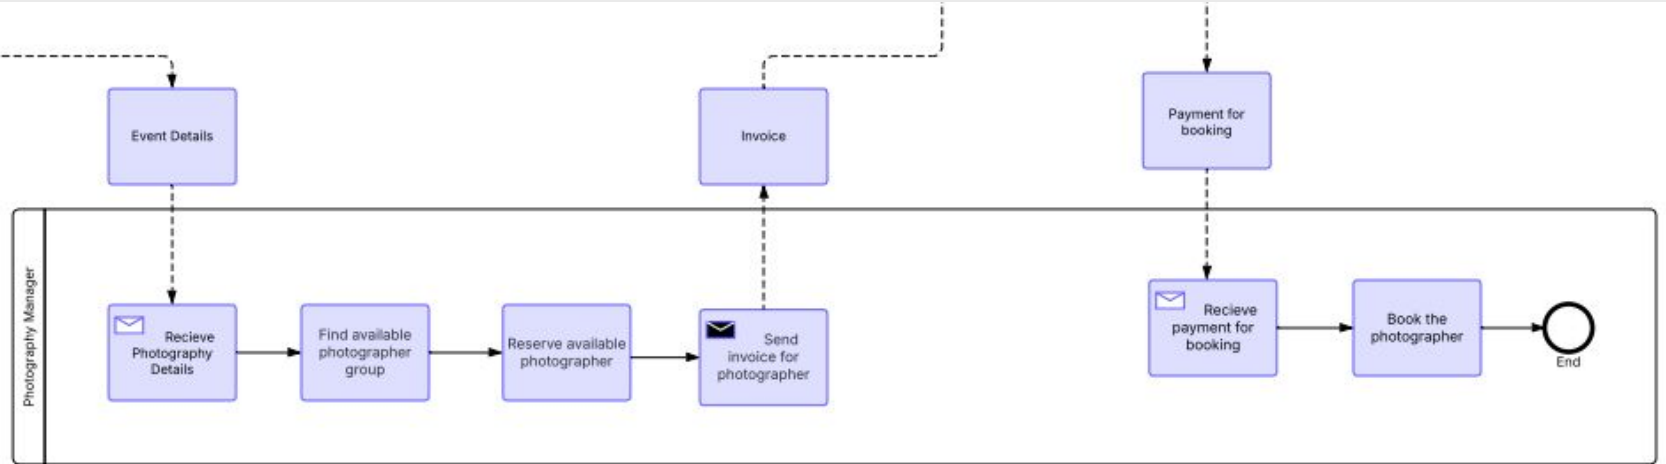 Event Details
Invoice
Payment for
booking
Photography Manager
Recieve
Photography
Details
Find available
photographer
group
Reserve available
photographer
Send
invoice for
photographer
Recieve
payment for
booking
Book the
photographer
End